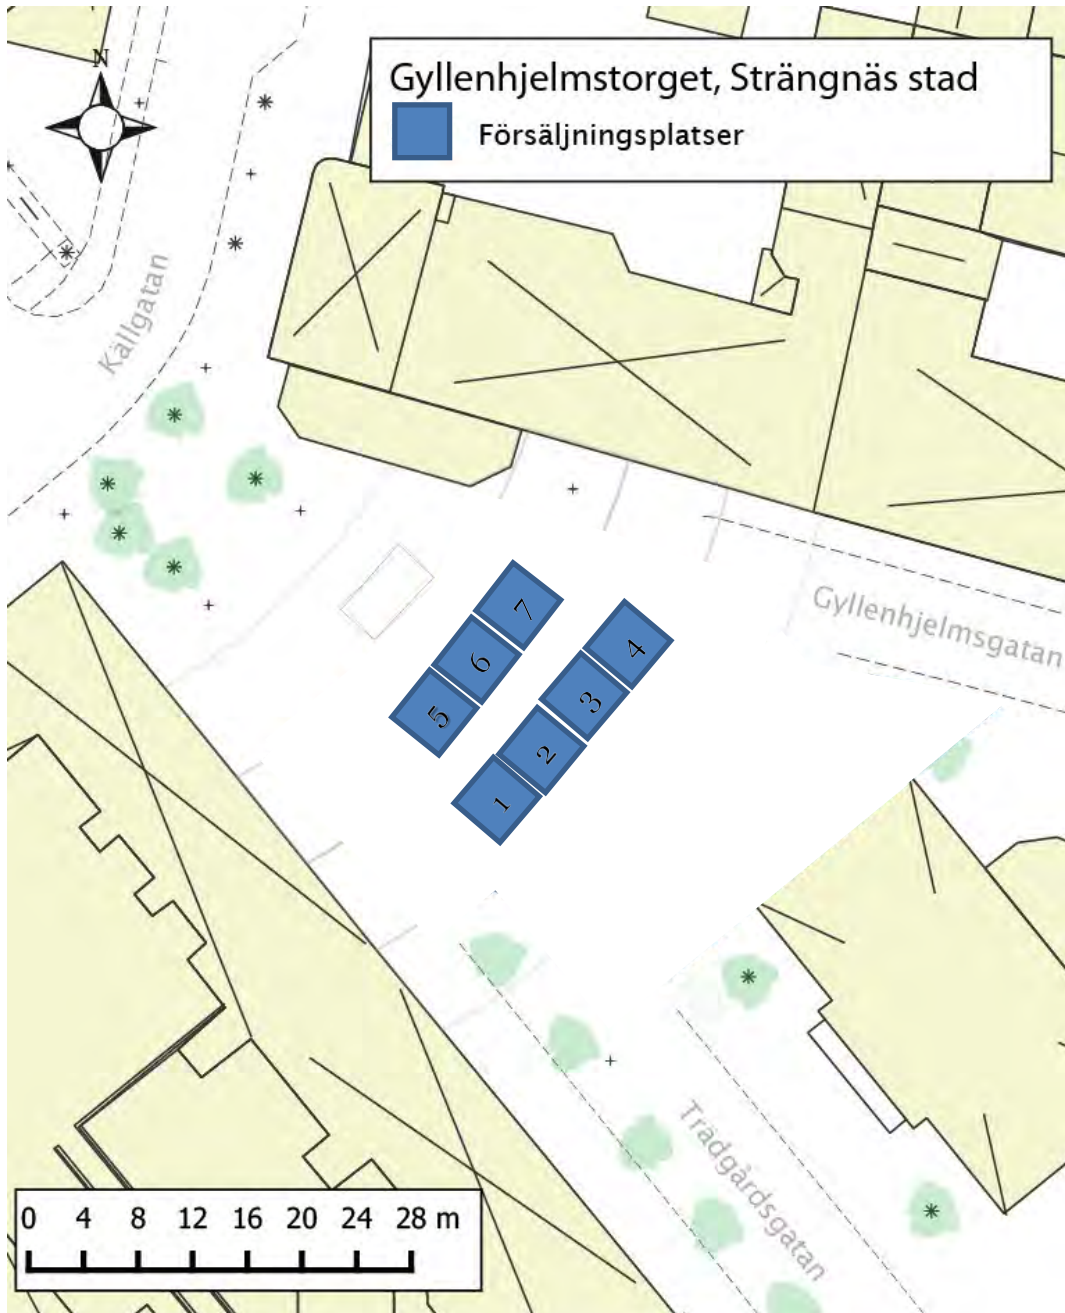 N
Gyllenhjelmstorget, Strängnäs stad
Försäljningsplatser
Källgatan
Gyllenhjelmsgatan
7
4
6
3
5
2
1
Trädgårdsgatan
0 4 8 12 16 20 24 28 m